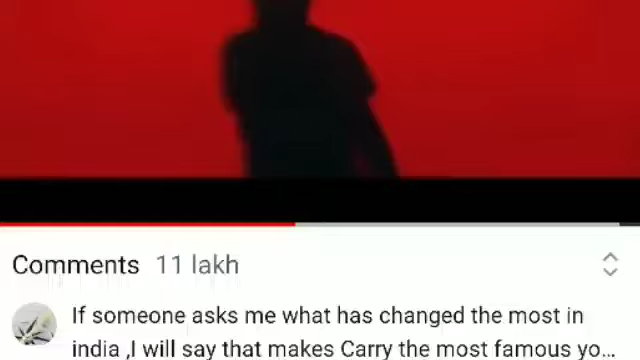 Comments 11 lakh
If someone asks me what has changed the most in
india ,I will say that makes Carry the most famous yo...